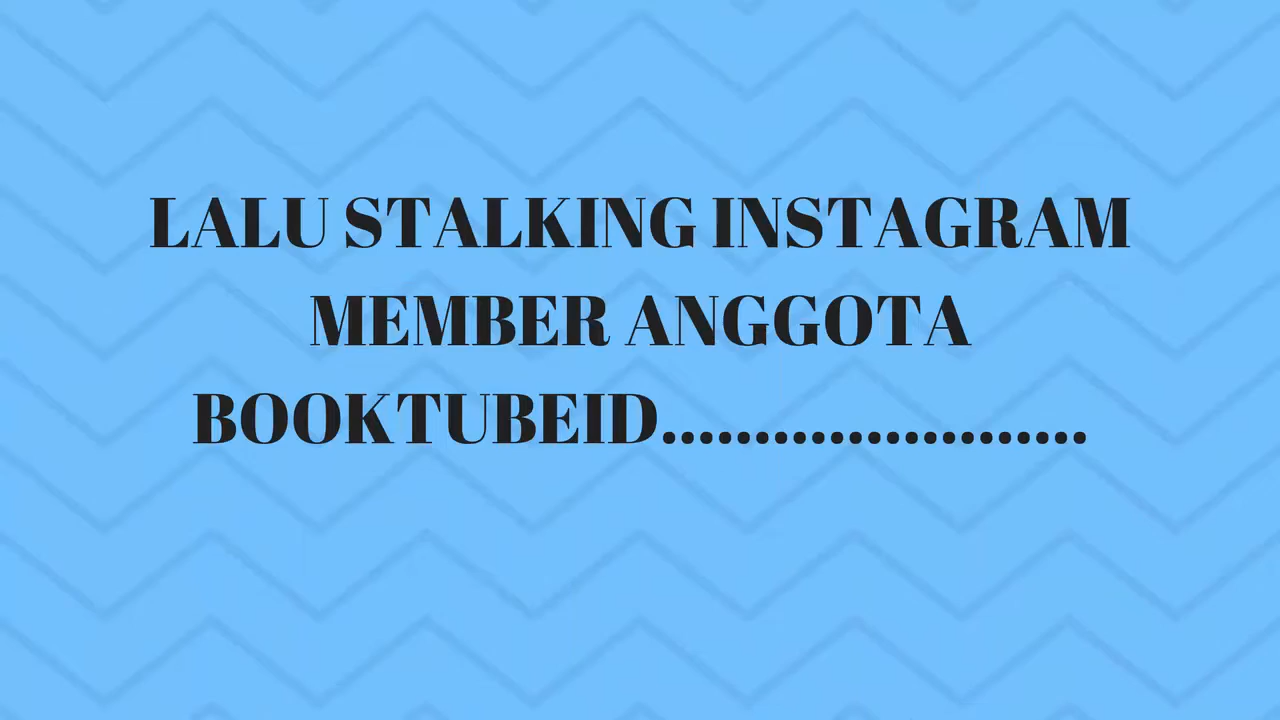 LALU STALKING INSTAGRAM
MEMBER ANGGOTA
BOOKTUBEID.......................